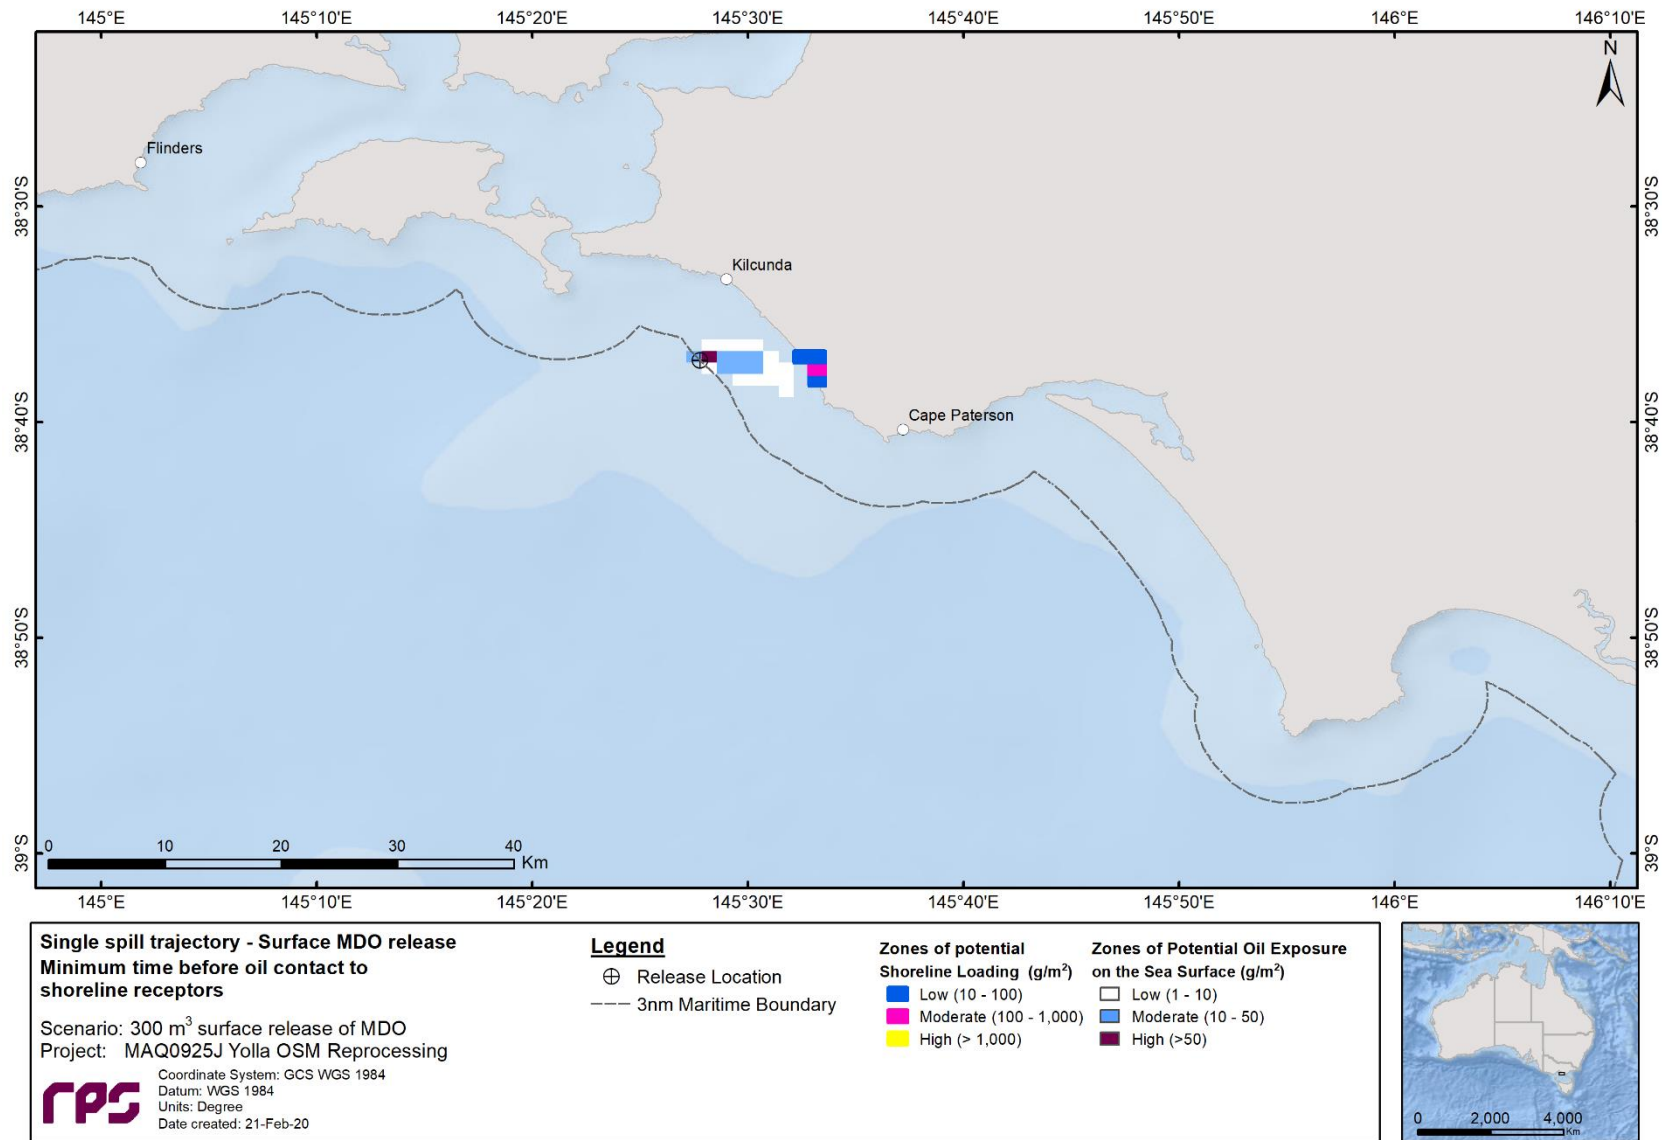 145°E 145°10'E 145°20'E 145°30'E 145°40'E 145°50'E 146°E 146°10'E
N
Flinders
38°30'S 38°30'S
Kilcunda
38°40'S 38°40'S
Cape Paterson
38°50'S 38°50'S
0 10 20 30 40
Km
39°S 39°S
145°E 145°10'E 145°20'E 145°30'E 145°40'E 145°50'E 146°E 146°10'E
Single spill trajectory - Surface MDO release
Minimum time before oil contact to
shoreline receptors
Scenario: 300 m³ surface release of MDO
Project: MAQ0925J Yolla OSM Reprocessing
rps
Coordinate System: GCS WGS 1984
Datum: WGS 1984
Units: Degree
Date created: 21-Feb-20
Legend
Release Location
3nm Maritime Boundary
Zones of potential
Shoreline Loading (g/m²)
Low (10 - 100)
Moderate (100 - 1,000)
High (> 1,000)
Zones of Potential Oil Exposure
on the Sea Surface (g/m²)
Low (1 - 10)
Moderate (10 - 50)
High (>50)
0 2,000 4,000
Km